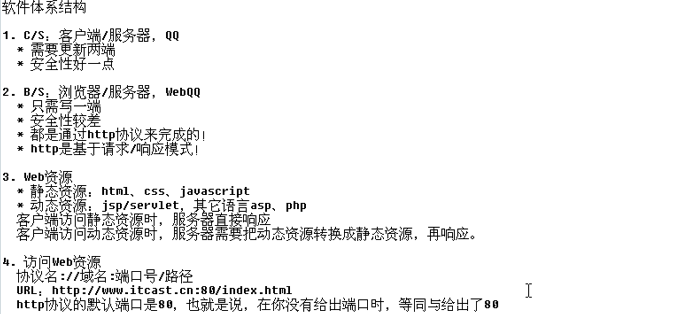 软件体系结构
1. C/S：客户端/服务器，QQ
* 需要更新两端
* 安全性好一点
2. B/S：浏览器/服务器，WebQQ
* 只需写一端
* 安全性较差
* 都是通过http协议来完成的！
* http是基于请求/响应模式！
3. Web资源
* 静态资源：html、css、javascript
* 动态资源：jsp/servlet，其它语言asp、php
客户端访问静态资源时，服务器直接响应
客户端访问动态资源时，服务器需要把动态资源转换成静态资源，再响应。
4. 访问Web资源
协议名://域名:端口号/路径
URL：http://www.itcast.cn:80/index.html
http协议的默认端口是80，也就是说，在你没有给出端口时，等同与给出了80